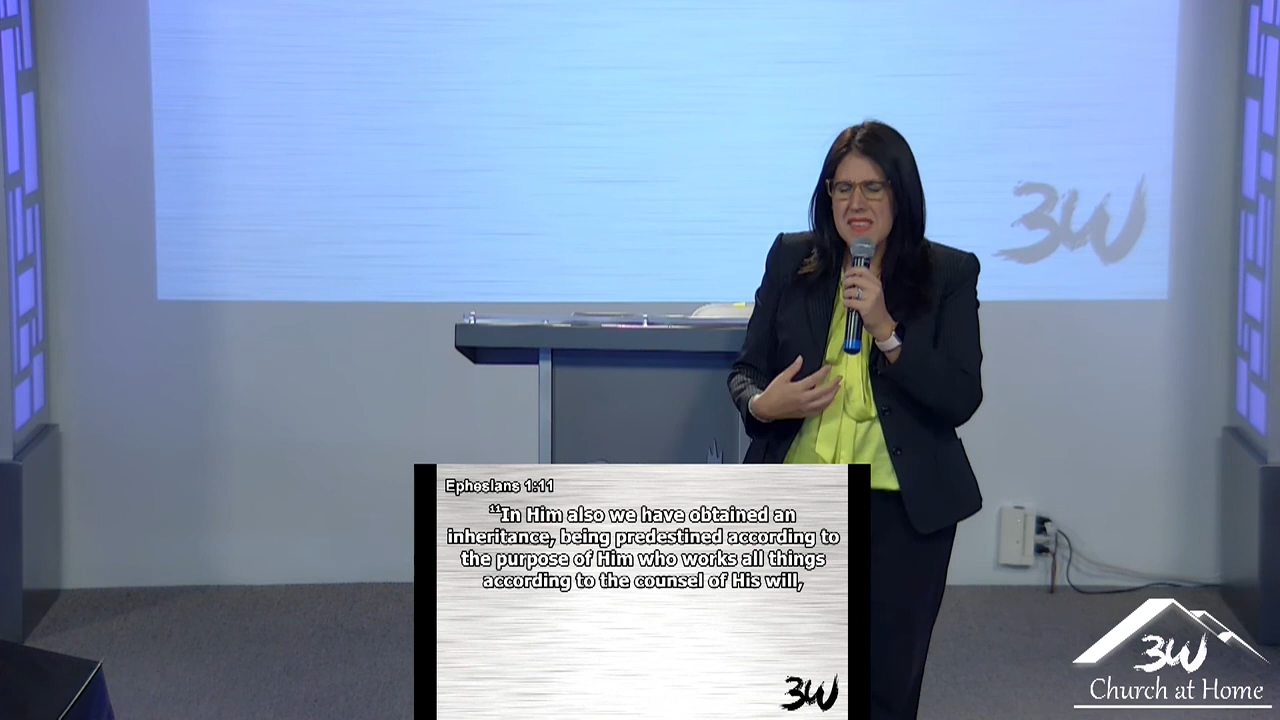 3W
Ephesians 1:11
11In Him also we have obtained an
inheritance, being predestined according to
the purpose of Him who works all things
according to the counsel of His will,
3W
3W
Church at Home